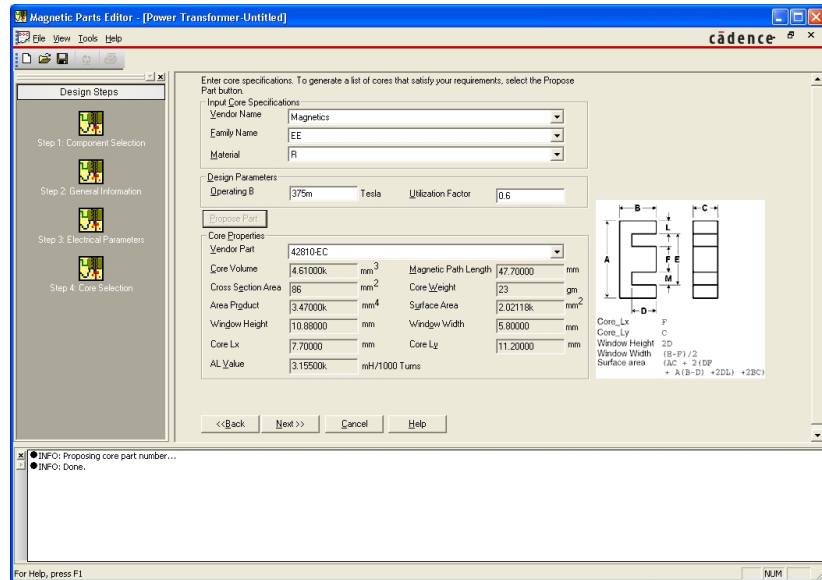 Magnetic Parts Editor - [Power Transformer-Untitled]
File View Tools Help
cādence
Design Steps
Step 1: Component Selection
Step 2: General Information
Step 3: Electrical Parameters
Step 4: Core Selection
Enter core specifications. To generate a list of cores that satisfy your requirements, select the Propose
Part button.
Input Core Specifications
Vendor Name Magnetics
Family Name EE
Material R
Design Parameters
Operating B 375m Tesla Utilization Factor 0.6
Propose Part
Core Properties
Vendor Part 42810-EC
Core Volume 4.61000k mm3 Magnetic Path Length 47.70000 mm
Cross Section Area 86 mm2 Core Weight 23 gm
Area Product 3.47000k mm4 Surface Area 2.02118k mm2
Window Height 10.88000 mm Window Width 5.80000 mm
Core Lx 7.70000 mm Core Ly 11.20000 mm
AL Value 3.15500k mH/1000 Turns
B C
L
A F E
M
D
Core_Lx F
Core_Ly C
Window Height 2D
Window Width (B-F)/2
Surface area (AC + 2(DF
+ A(B-D) +2DL) +2BC)
<<Back Next>> Cancel Help
INFO: Proposing core part number...
INFO: Done.
For Help, press F1
NUM